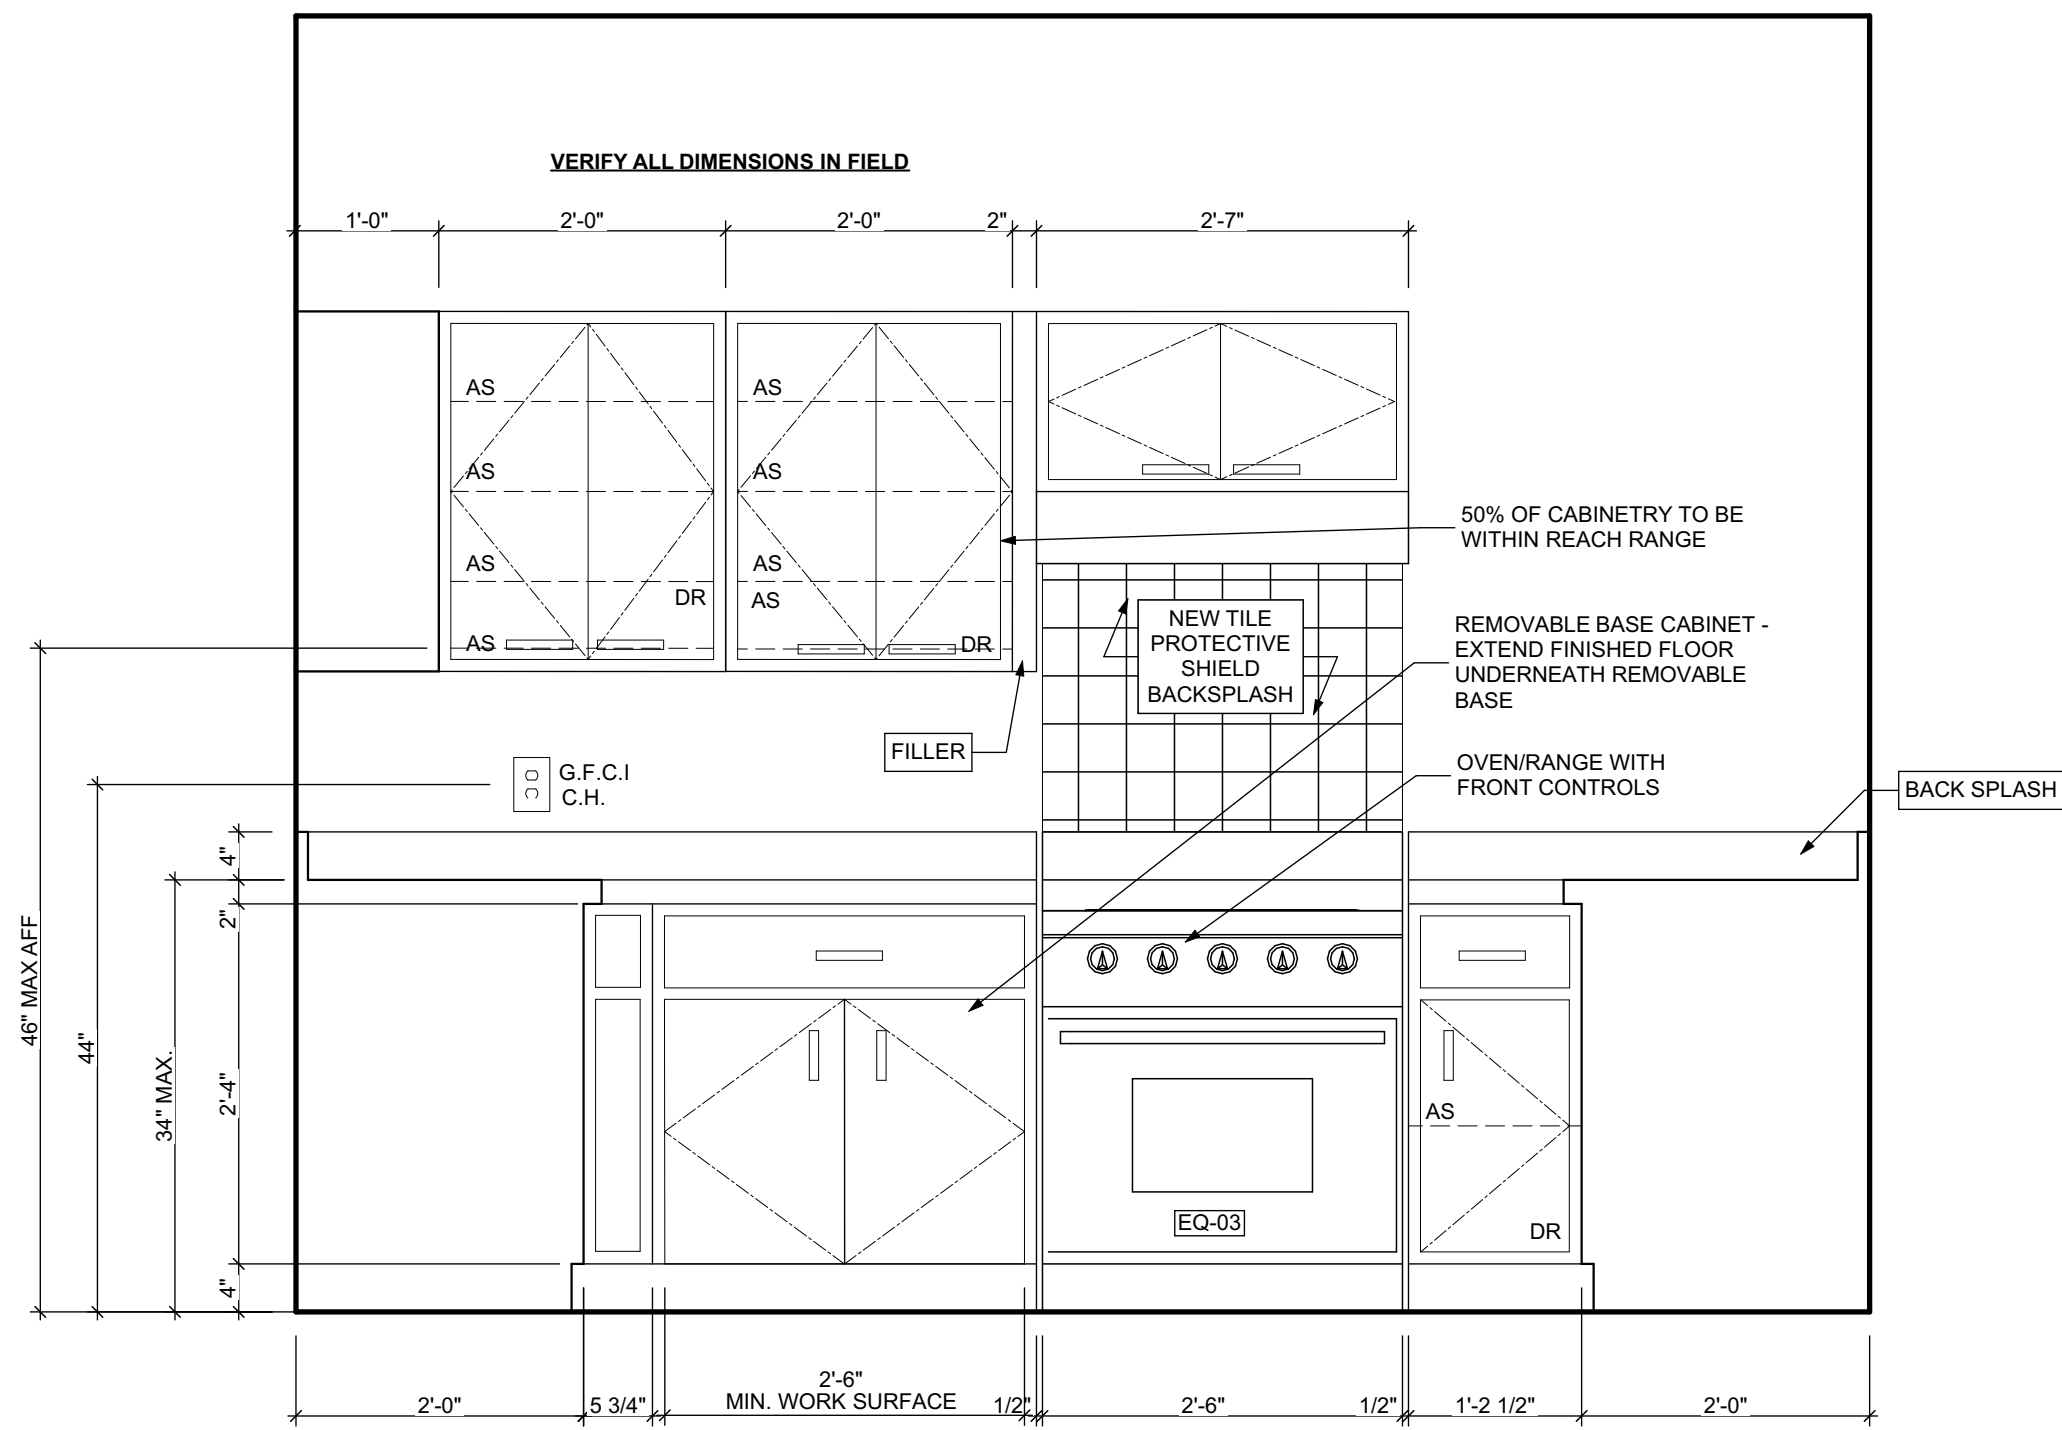 VERIFY ALL DIMENSIONS IN FIELD
1'-0"
2'-0"
2'-0"
2"
2'-7"
AS
AS
AS
AS
AS
AS
AS
AS
DR
AS
DR
50% OF CABINETRY TO BE
WITHIN REACH RANGE
NEW TILE
PROTECTIVE
SHIELD
BACKSPLASH
REMOVABLE BASE CABINET -
EXTEND FINISHED FLOOR
UNDERNEATH REMOVABLE
BASE
FILLER
G.F.C.I
C.H.
OVEN/RANGE WITH
FRONT CONTROLS
BACK SPLASH
46" MAX AFF
44"
34" MAX.
4"
2"
2'-4"
4"
AS
DR
EQ-03
2'-0"
5 3/4"
2'-6"
MIN. WORK SURFACE
1/2"
2'-6"
1/2"
1'-2 1/2"
2'-0"